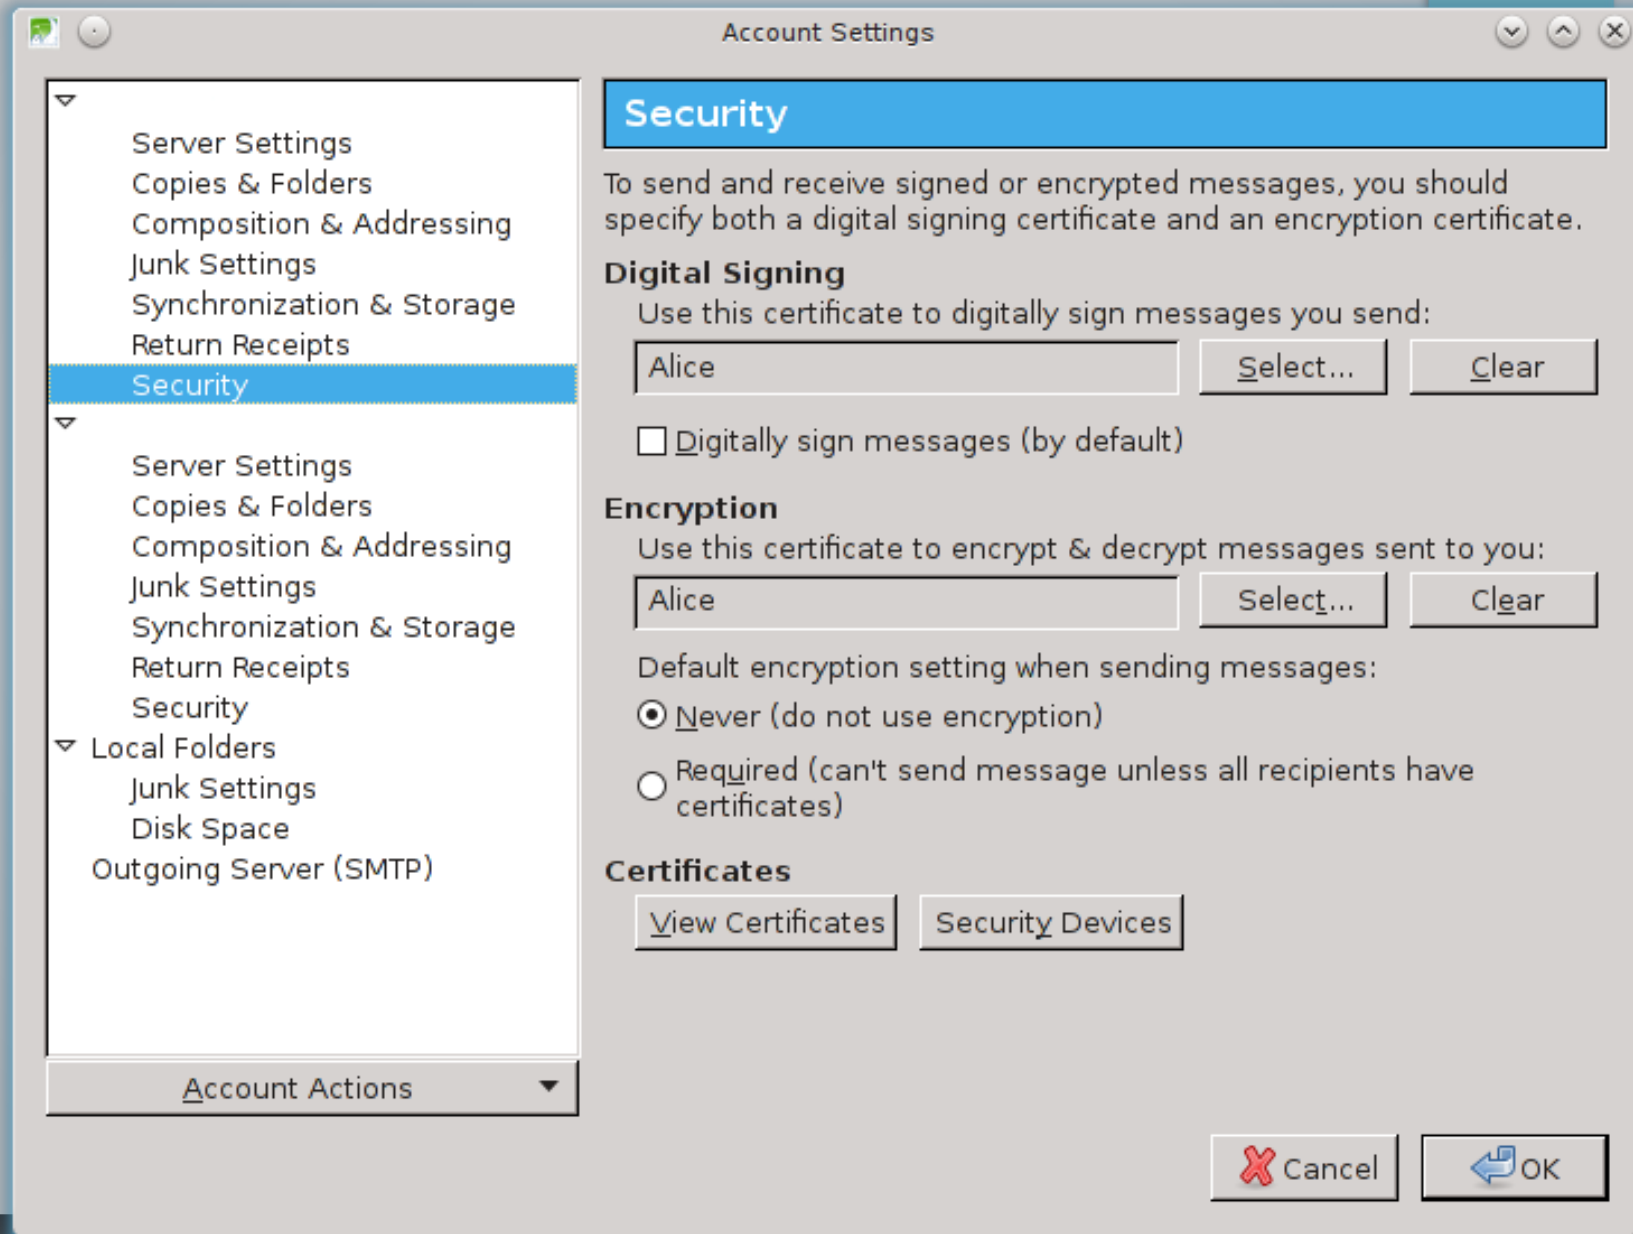 Account Settings
Server Settings
Copies & Folders
Composition & Addressing
Junk Settings
Synchronization & Storage
Return Receipts
Security
Server Settings
Copies & Folders
Composition & Addressing
Junk Settings
Synchronization & Storage
Return Receipts
Security
Local Folders
Junk Settings
Disk Space
Outgoing Server (SMTP)
Account Actions
Security
To send and receive signed or encrypted messages, you should
specify both a digital signing certificate and an encryption certificate.
Digital Signing
Use this certificate to digitally sign messages you send:
Alice Select... Clear
Digitally sign messages (by default)
Encryption
Use this certificate to encrypt & decrypt messages sent to you:
Alice Select... Clear
Default encryption setting when sending messages:
Never (do not use encryption)
Required (can't send message unless all recipients have
certificates)
Certificates
View Certificates Security Devices
Cancel OK